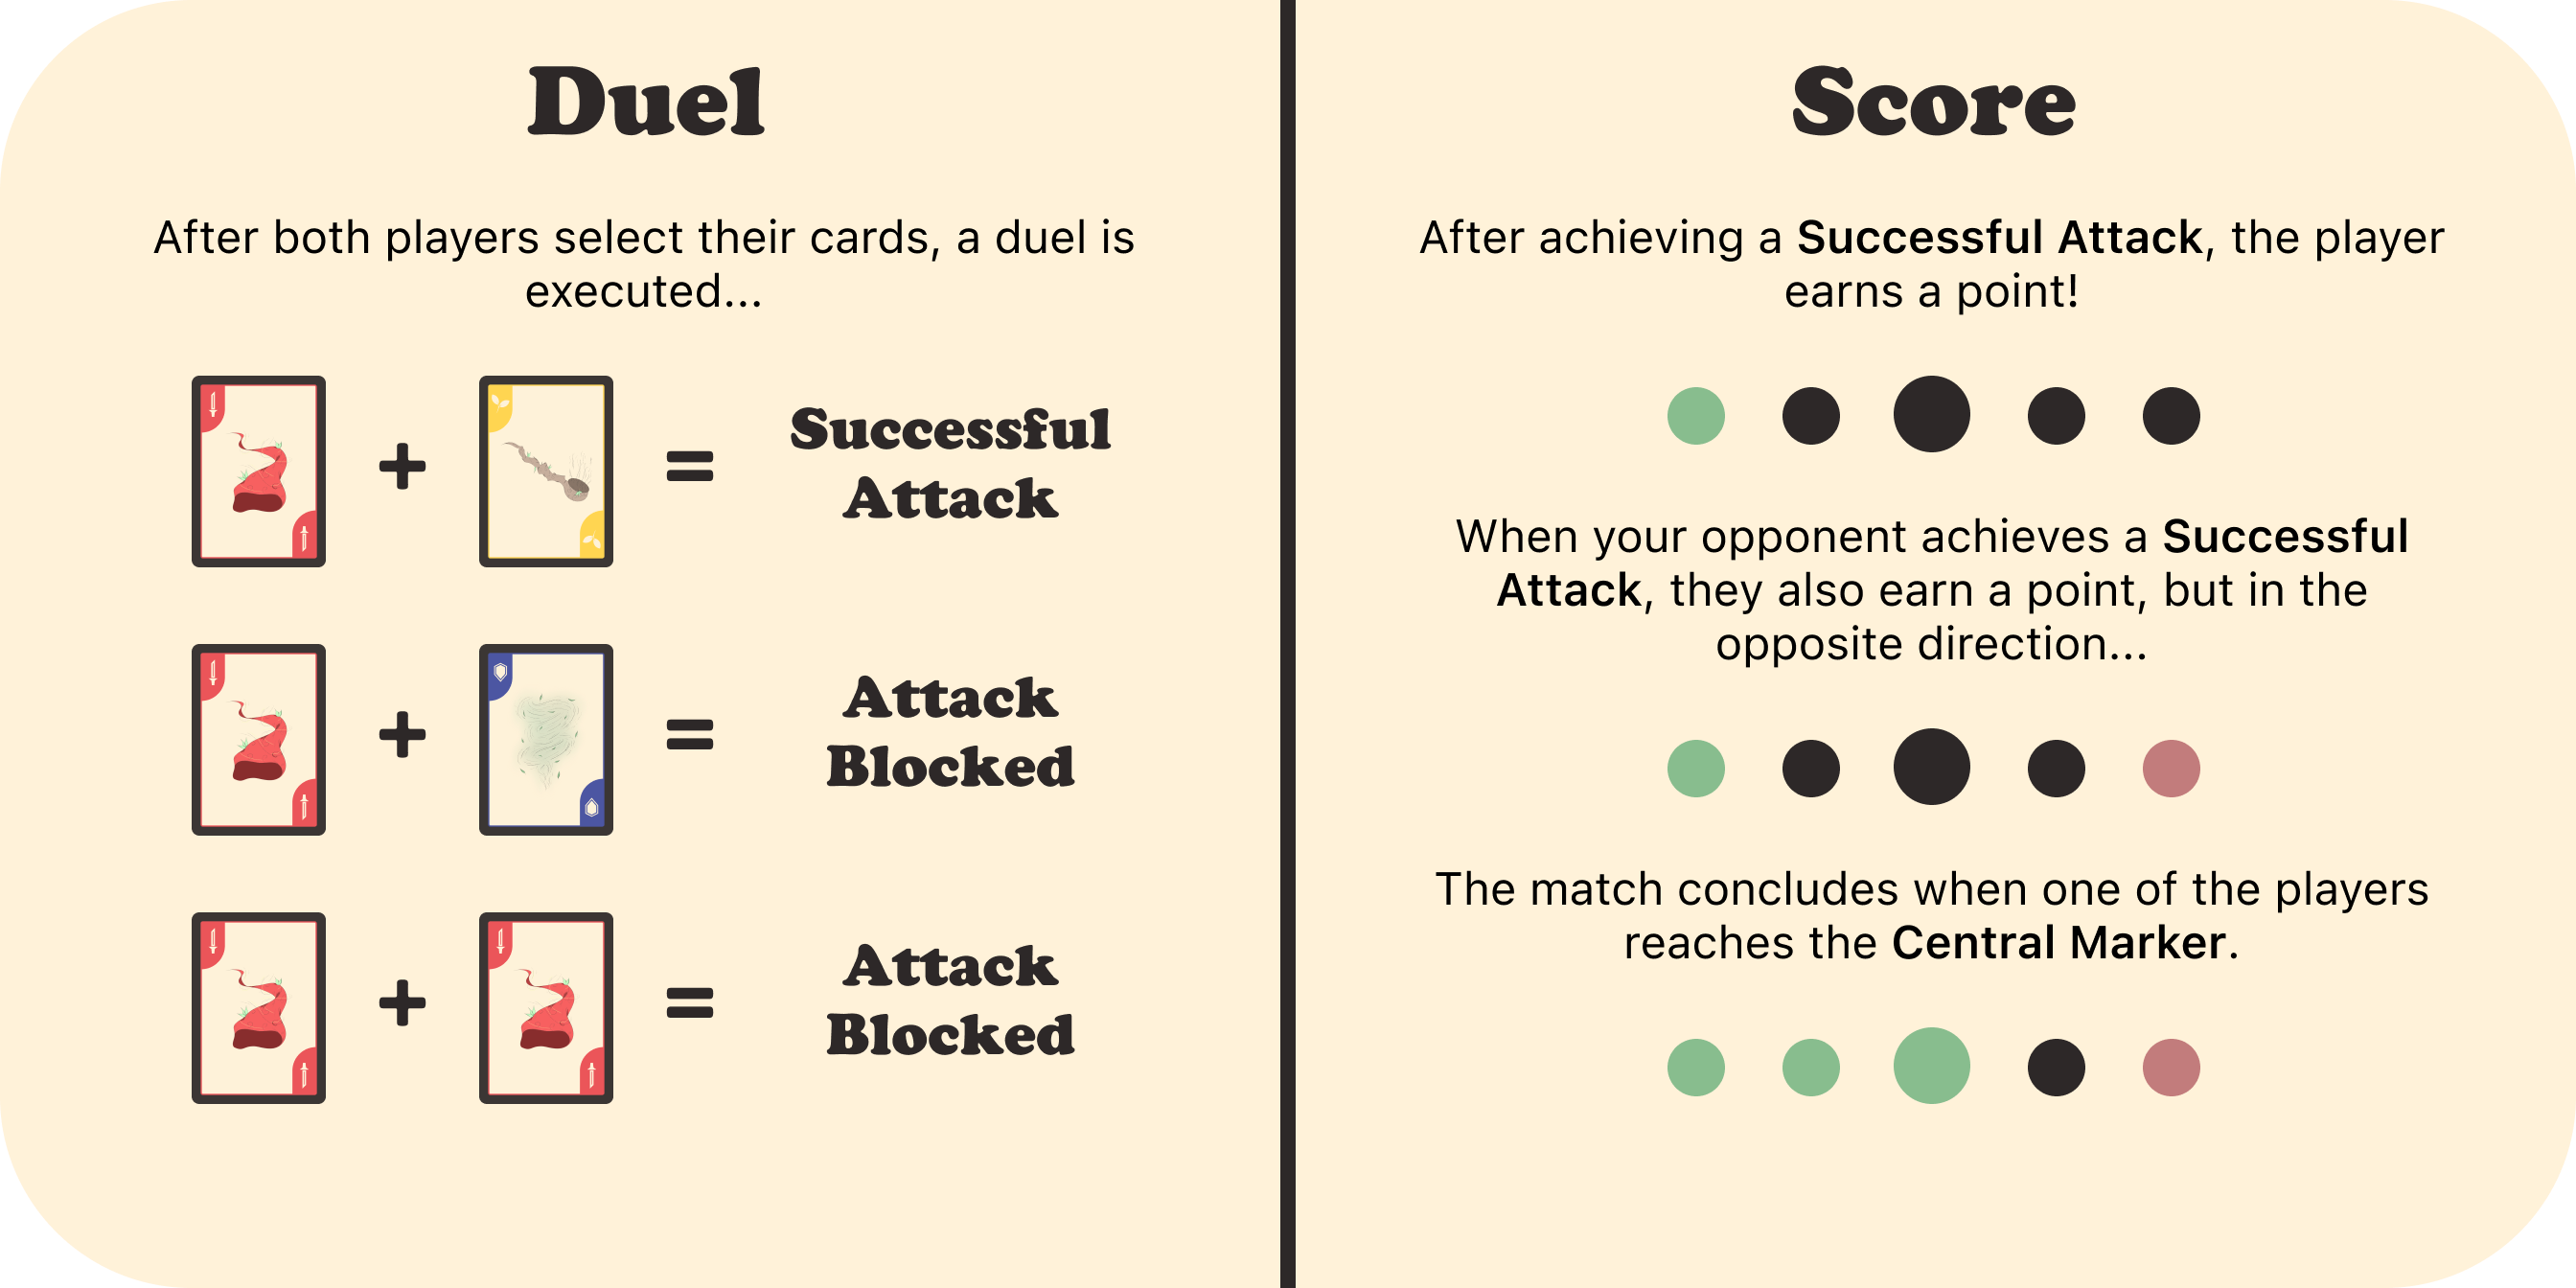 Duel
After both players select their cards, a duel is
executed...
+
=
Successful
Attack
+
=
Attack
Blocked
+
=
Attack
Blocked
Score
After achieving a Successful Attack, the player
earns a point!
When your opponent achieves a Successful
Attack, they also earn a point, but in the
opposite direction...
The match concludes when one of the players
reaches the Central Marker.